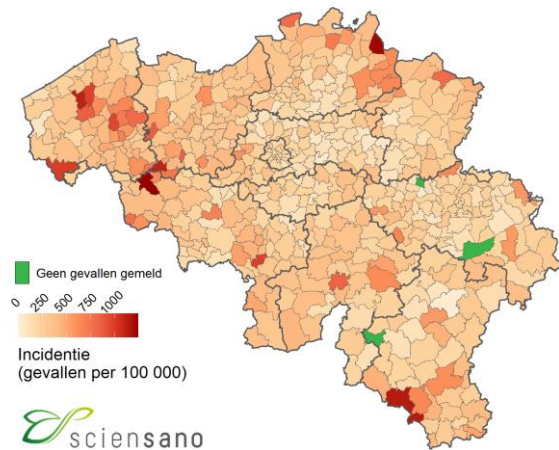 Geen gevallen gemeld
0 250 500 750 1000
Incidentie
(gevallen per 100 000)
sciensano